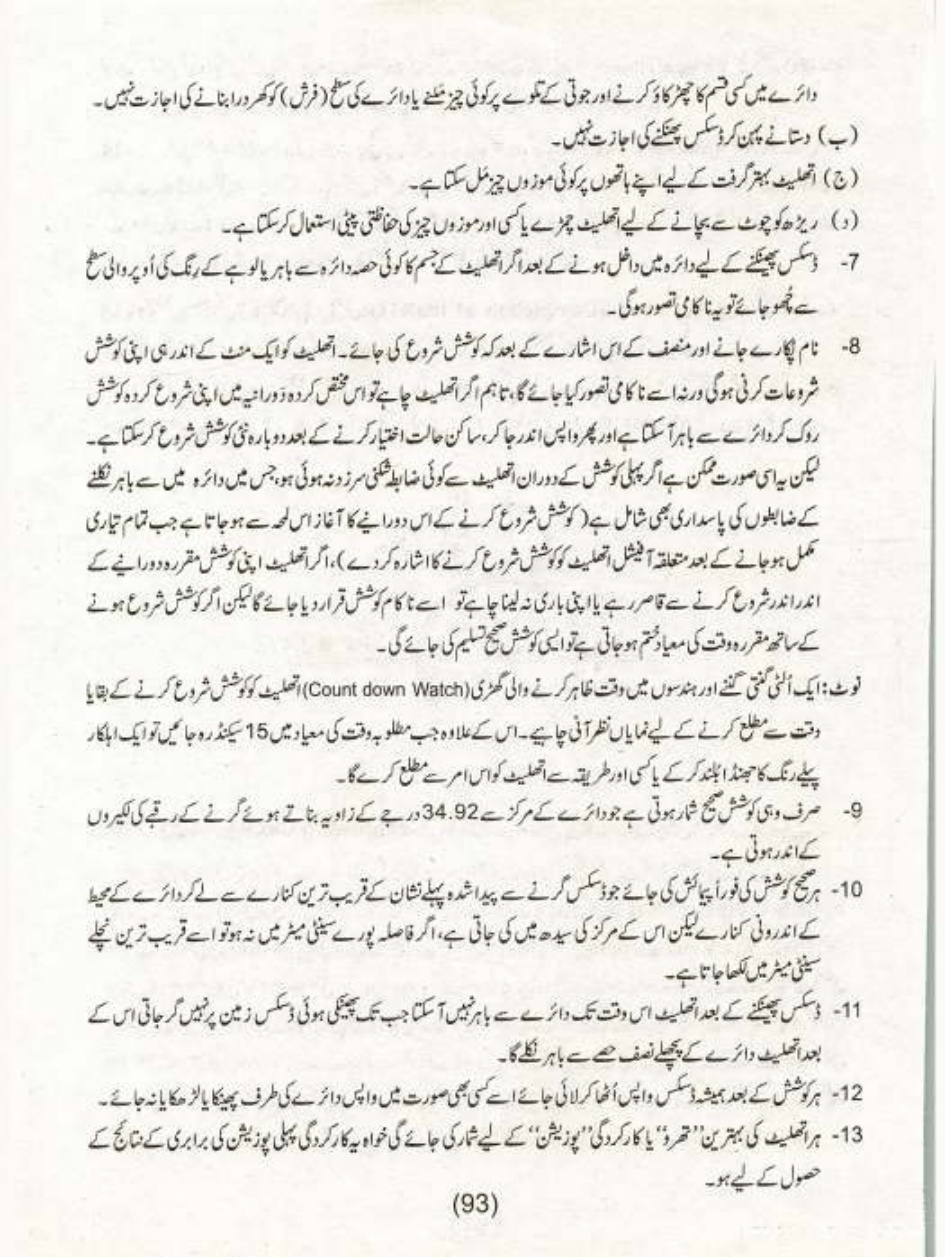 دائرے میں کسی قسم کا چھڑکاؤ کرنے اور جوتی کے تلوے پر کوئی چیز مَلنے یا دائرے کی سطح (فرش) کو کھردرا بنانے کی اجازت نہیں۔
(ب) دستانے پہن کر ڈسکس پھینکنے کی اجازت نہیں۔
(ج) اتھلیٹ بہتر گرفت کے لیے اپنے ہاتھوں پر کوئی موزوں چیز مَل سکتا ہے۔
(د) ریڑھ کو چوٹ سے بچانے کے لیے اتھلیٹ چمڑے یا کسی اور موزوں چیز کی حفاظتی پیٹی استعمال کر سکتا ہے۔
7- ڈسکس پھینکنے کے لیے دائرہ میں داخل ہونے کے بعد اگر اتھلیٹ کے جسم کا کوئی حصہ دائرہ سے باہر یا لوہے کے رِنگ کی اُوپر والی سطح
سے چُھو جائے تو یہ ناکامی تصور ہوگی۔
8- نام پُکارے جانے اور منصف کے اس اشارے کے بعد کہ کوشش شروع کی جائے۔ اتھلیٹ کو ایک منٹ کے اندر ہی اپنی کوشش
شروعات کرنی ہوگی ورنہ اسے ناکامی تصور کیا جائے گا، تاہم اگر اتھلیٹ چاہے تو اس مختص کردہ دَورانیہ میں اپنی شروع کردہ کوشش
روک کر دائرے سے باہر آ سکتا ہے اور پھر واپس اندر جا کر، ساکن حالت اختیار کرنے کے بعد دوبارہ نئی کوشش شروع کر سکتا ہے۔
لیکن یہ اسی صورت ممکن ہے اگر پہلی کوشش کے دوران اتھلیٹ سے کوئی ضابطہ شکنی سرزد نہ ہوئی ہو، جس میں دائرہ میں سے باہر نکلنے
کے ضابطوں کی پاسداری بھی شامل ہے (کوشش شروع کرنے کے اس دورانیے کا آغاز اس لمحہ سے ہو جاتا ہے جب تمام تیاری
مکمل ہو جانے کے بعد متعلقہ آفیشل اتھلیٹ کو کوشش شروع کرنے کا اشارہ کر دے)، اگر اتھلیٹ اپنی کوشش مقررہ دورانیے کے
اندر اندر شروع کرنے سے قاصر رہے یا اپنی باری نہ لینا چاہے تو اسے ناکام کوشش قرار دیا جائے گا لیکن اگر کوشش شروع ہونے
کے ساتھ مقررہ وقت کی معیاد ختم ہو جاتی ہے تو ایسی کوشش صحیح تسلیم کی جائے گی۔
نوٹ: ایک اُلٹی گنتی گننے اور ہندسوں میں وقت ظاہر کرنے والی گھڑی (Count down Watch) اتھلیٹ کو کوشش شروع کرنے کے بقایا
وقت سے مطلع کرنے کے لیے نمایاں نظر آنی چاہیے۔ اس کے علاوہ جب مطلوبہ وقت کی معیاد میں 15 سیکنڈ رہ جائیں تو ایک اہلکار
پیلے رنگ کا جھنڈا بُلند کر کے یا کسی اور طریقہ سے اتھلیٹ کو اس امر سے مطلع کرے گا۔
9- صرف وہی کوشش صحیح شمار ہوتی ہے جو دائرے کے مرکز سے 34.92 درجے کے زاویہ بناتے ہوئے گرنے کے رقبے کی لکیروں
کے اندر ہوتی ہے۔
10- ہر صحیح کوشش کی فوراً پیمائش کی جائے جو ڈسکس گرنے سے پیدا شدہ پہلے نشان کے قریب ترین کنارے سے لے کر دائرے کے محیط
کے اندرونی کنارے لیکن اس کے مرکز کی سیدھ میں کی جاتی ہے، اگر فاصلہ پورے سینٹی میٹر میں نہ ہو تو اسے قریب ترین نچلے
سینٹی میٹر میں لکھا جاتا ہے۔
11- ڈسکس پھینکنے کے بعد اتھلیٹ اس وقت تک دائرے سے باہر نہیں آ سکتا جب تک پھینکی ہوئی ڈسکس زمین پر نہیں گر جاتی اس کے
بعد اتھلیٹ دائرے کے پچھلے نصف حصے سے باہر نکلے گا۔
12- ہر کوشش کے بعد ہمیشہ ڈسکس واپس اُٹھا کر لائی جائے اسے کسی بھی صورت میں واپس دائرے کی طرف پھینکا یا لڑھکایا نہ جائے۔
13- ہر اتھلیٹ کی بہترین "تھرو" یا کارکردگی "پوزیشن" کے لیے شمار کی جائے گی خواہ یہ کارکردگی پہلی پوزیشن کی برابری کے نتائج کے
حصول کے لیے ہو۔
(93)